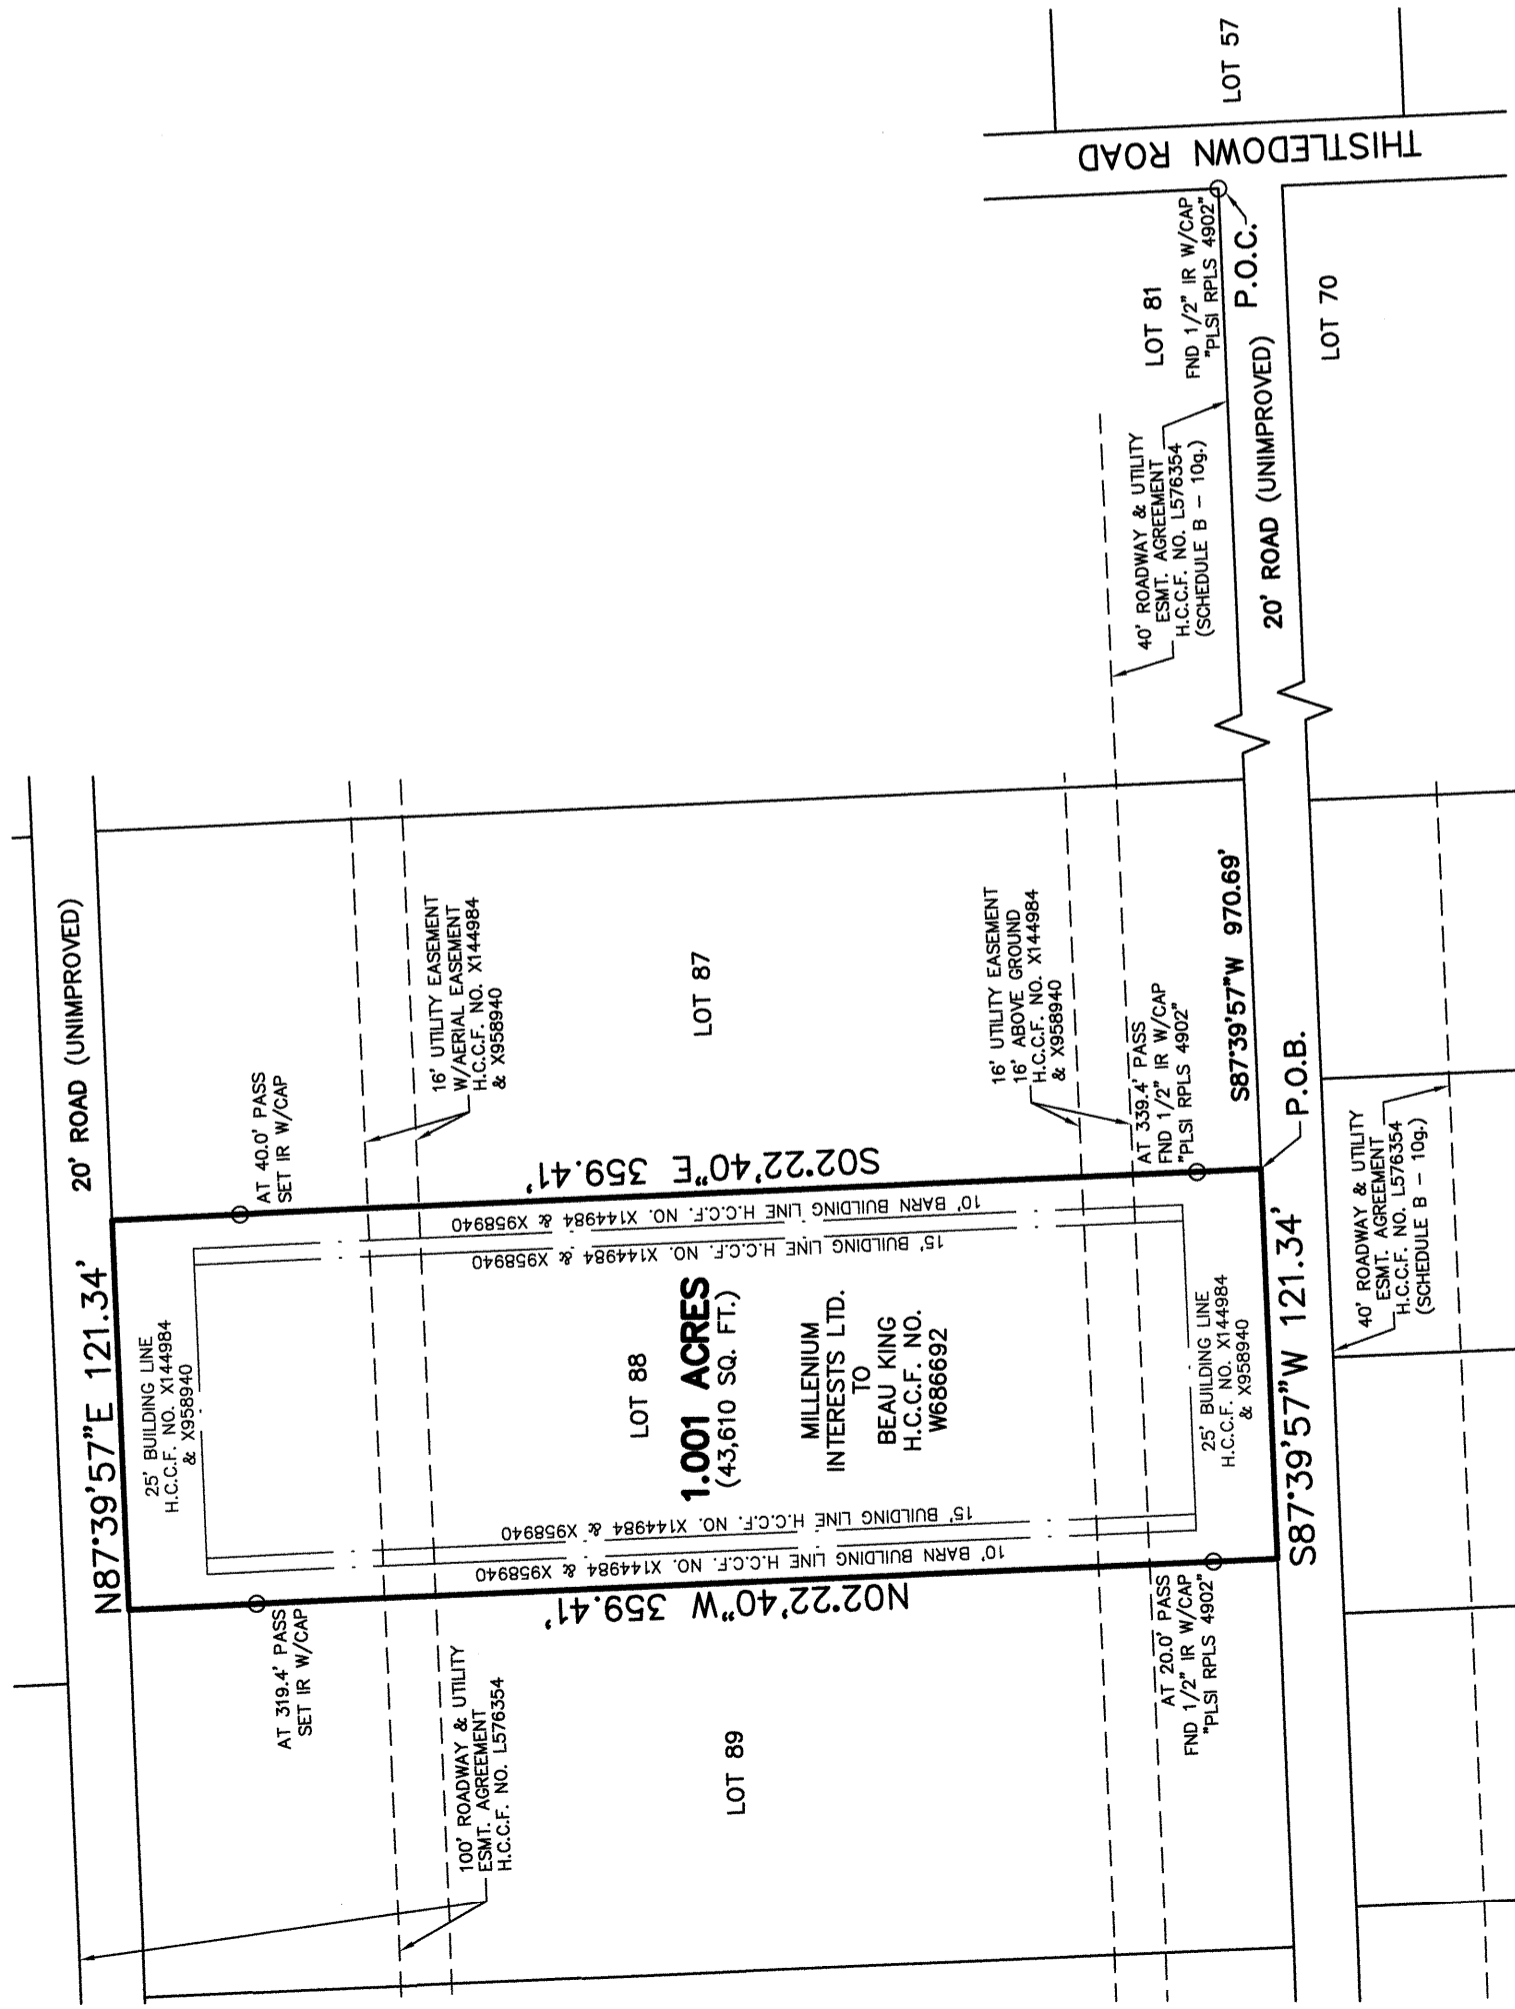 20' ROAD (UNIMPROVED)
N87°39'57"E 121.34'
25' BUILDING LINE
H.C.C.F. NO. X144984
& X958940
AT 40.0' PASS
SET IR W/CAP
AT 319.4' PASS
SET IR W/CAP
16' UTILITY EASEMENT
W/AERIAL EASEMENT
H.C.C.F. NO. X144984
& X958940
100' ROADWAY & UTILITY
ESMT. AGREEMENT
H.C.C.F. NO. L576354
S02°22'40"E 359.41'
10' BARN BUILDING LINE H.C.C.F. NO. X144984 & X958940
15' BUILDING LINE H.C.C.F. NO. X144984 & X958940
LOT 88
1.001 ACRES
(43,610 SQ. FT.)
MILLENIUM
INTERESTS LTD.
TO
BEAU KING
H.C.C.F. NO.
W686692
15' BUILDING LINE H.C.C.F. NO. X144984 & X958940
10' BARN BUILDING LINE H.C.C.F. NO. X144984 & X958940
N02°22'40"W 359.41'
LOT 87
LOT 89
16' UTILITY EASEMENT
16' ABOVE GROUND
H.C.C.F. NO. X144984
& X958940
AT 339.4' PASS
FND 1/2" IR W/CAP
"PLSI RPLS 4902"
AT 20.0' PASS
FND 1/2" IR W/CAP
"PLSI RPLS 4902"
25' BUILDING LINE
H.C.C.F. NO. X144984
& X958940
S87°39'57"W 121.34'
P.O.B.
S87°39'57"W 970.69'
40' ROADWAY & UTILITY
ESMT. AGREEMENT
H.C.C.F. NO. L576354
(SCHEDULE B - 10g.)
40' ROADWAY & UTILITY
ESMT. AGREEMENT
H.C.C.F. NO. L576354
(SCHEDULE B - 10g.)
20' ROAD (UNIMPROVED)
LOT 81
FND 1/2" IR W/CAP
"PLSI RPLS 4902"
P.O.C.
LOT 70
THISTLEDOWN ROAD
LOT 57